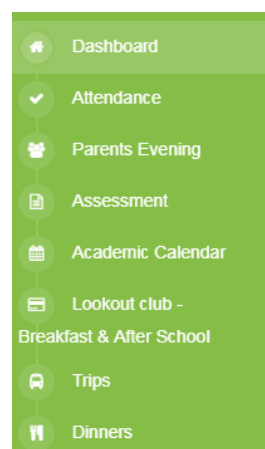 Dashboard
Attendance
Parents Evening
Assessment
Academic Calendar
Lookout club -
Breakfast & After School
Trips
Dinners